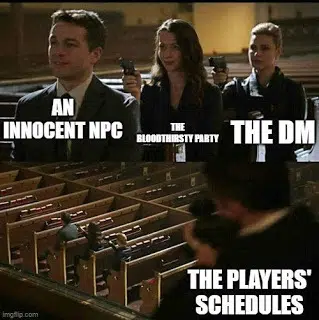 AN
INNOCENT NPC
THE
BLOODTHIRSTY PARTY
THE DM
THE PLAYERS'
SCHEDULES
imgflip.com